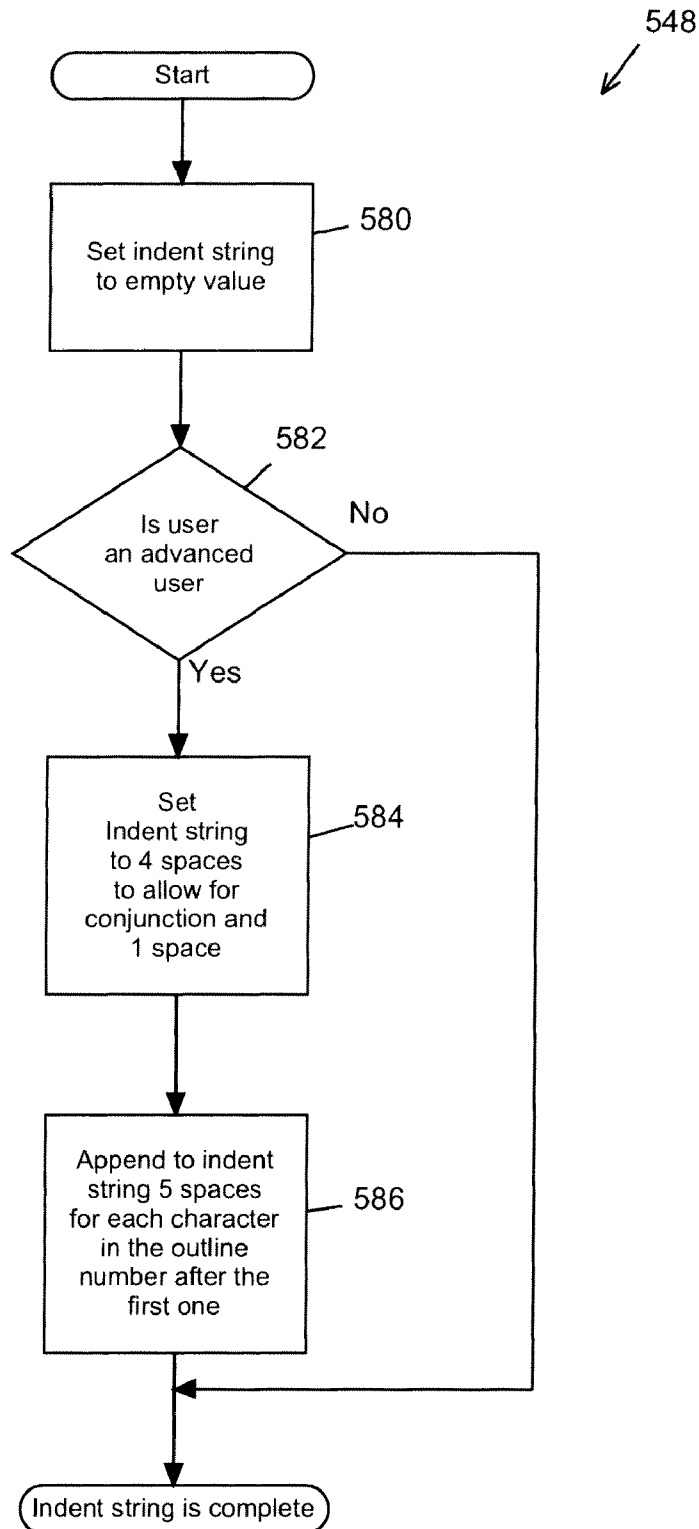 548
Start
Set indent string
to empty value
580
582
Is user
an advanced
user
No
Yes
Set
Indent string
to 4 spaces
to allow for
conjunction and
1 space
584
Append to indent
string 5 spaces
for each character
in the outline
number after the
first one
586
Indent string is complete